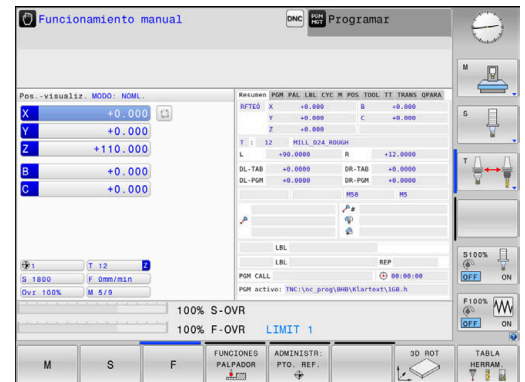 Funcionamiento manual
DNC
PGM MGT
Programar
Pos.-visualiz. MODO: NOML.
X +0.000
Y +0.000
Z +110.000
B +0.000
C +0.000
1
T 12 Z
S 1800 F 0mm/min
Ovr 100% M 5/9
Resumen PGM PAL LBL CYC M POS TOOL TT TRANS QPARA
X +0.000 B +0.000
Y +0.000 C +0.000
Z +0.000
T : 12 MILL_D24_ROUGH
L +90.0000 R +12.0000
DL-TAB +0.0000 DR-TAB +0.0000
DL-PGM +0.0000 DR-PGM +0.0000
M50 M5
P#
LBL
LBL REP
PGM CALL 00:00:00
PGM activo: TNC:\nc_prog\BHB\Klartext\1GB.h
100% S-OVR
100% F-OVR LIMIT 1
M
S
T
S100%
OFF ON
F100%
OFF ON
M
S
F
FUNCIONES
PALPADOR
ADMINISTR:
PTO. REF.
3D ROT
TABLA
HERRAM.